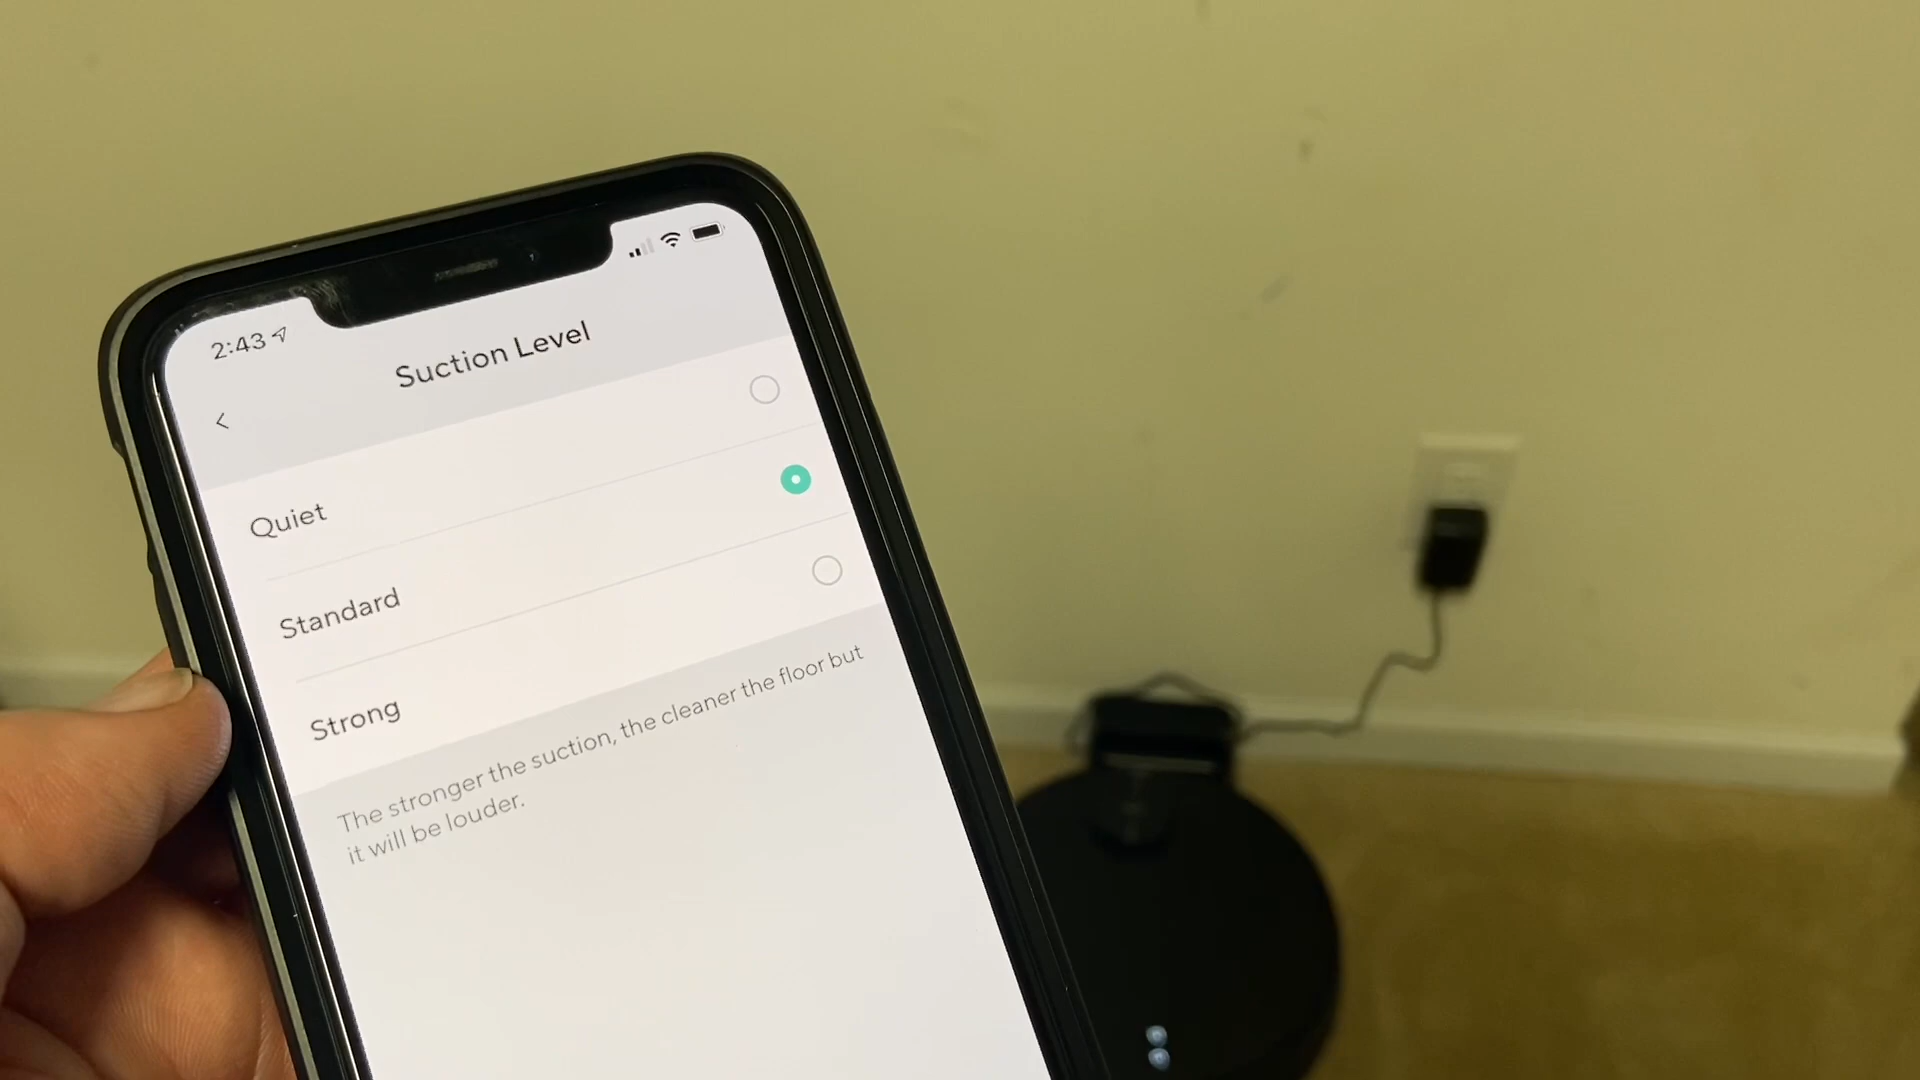 2:43
Suction Level
Quiet
Standard
Strong
The stronger the suction, the cleaner the floor but
it will be louder.